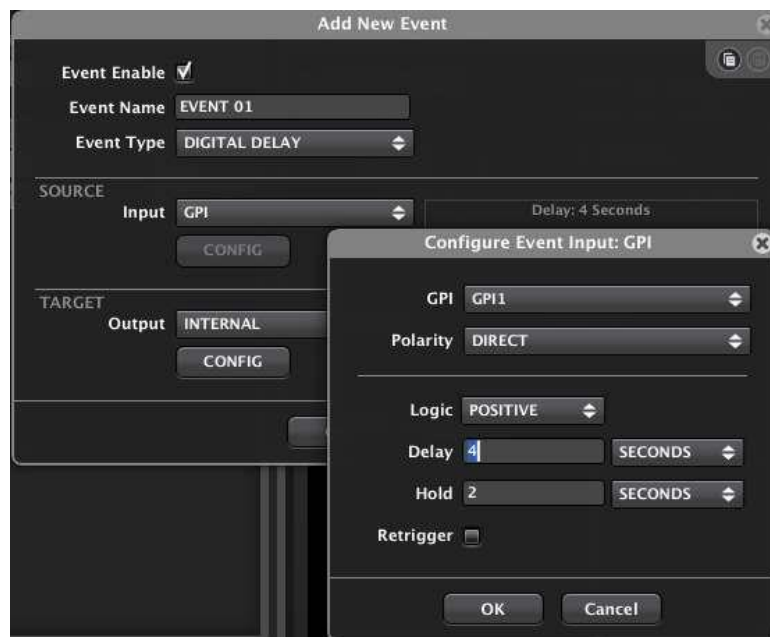 Add New Event
Event Enable
Event Name EVENT 01
Event Type DIGITAL DELAY
SOURCE
Input GPI
Delay: 4 Seconds
CONFIG
TARGET
Output INTERNAL
CONFIG
Configure Event Input: GPI
GPI GPI1
Polarity DIRECT
Logic POSITIVE
Delay 4 SECONDS
Hold 2 SECONDS
Retrigger
OK Cancel